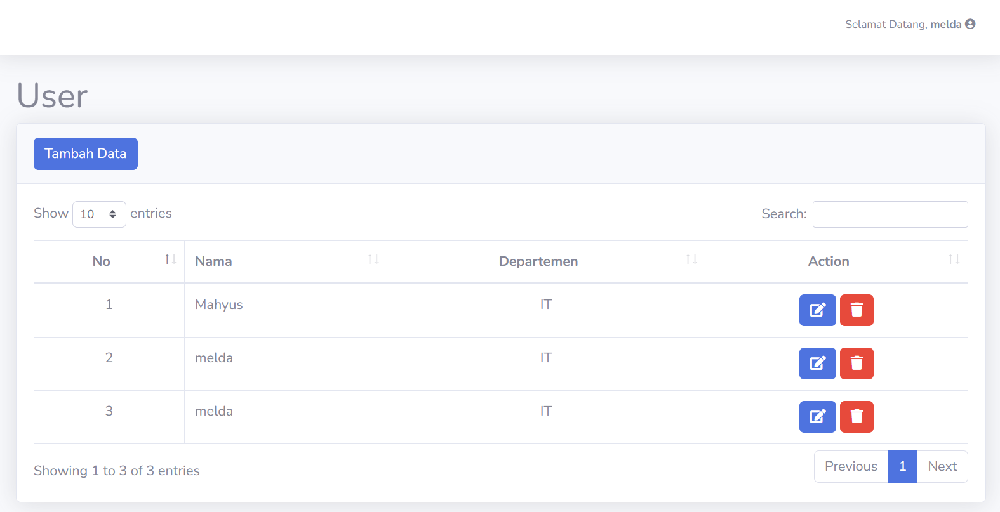 Selamat Datang, melda
User
Tambah Data
Show 10 entries
Search:
No Nama Departemen Action
1 Mahyus IT
2 melda IT
3 melda IT
Showing 1 to 3 of 3 entries
Previous 1 Next